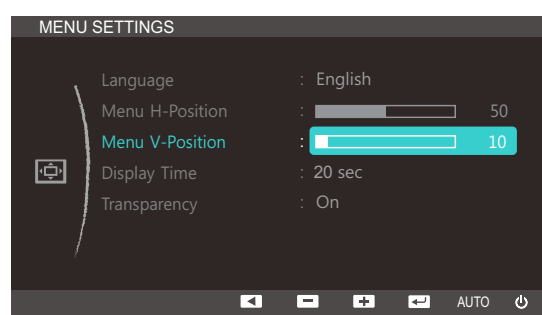 MENU SETTINGS
Language : English
Menu H-Position : 50
Menu V-Position : 10
Display Time : 20 sec
Transparency : On
AUTO